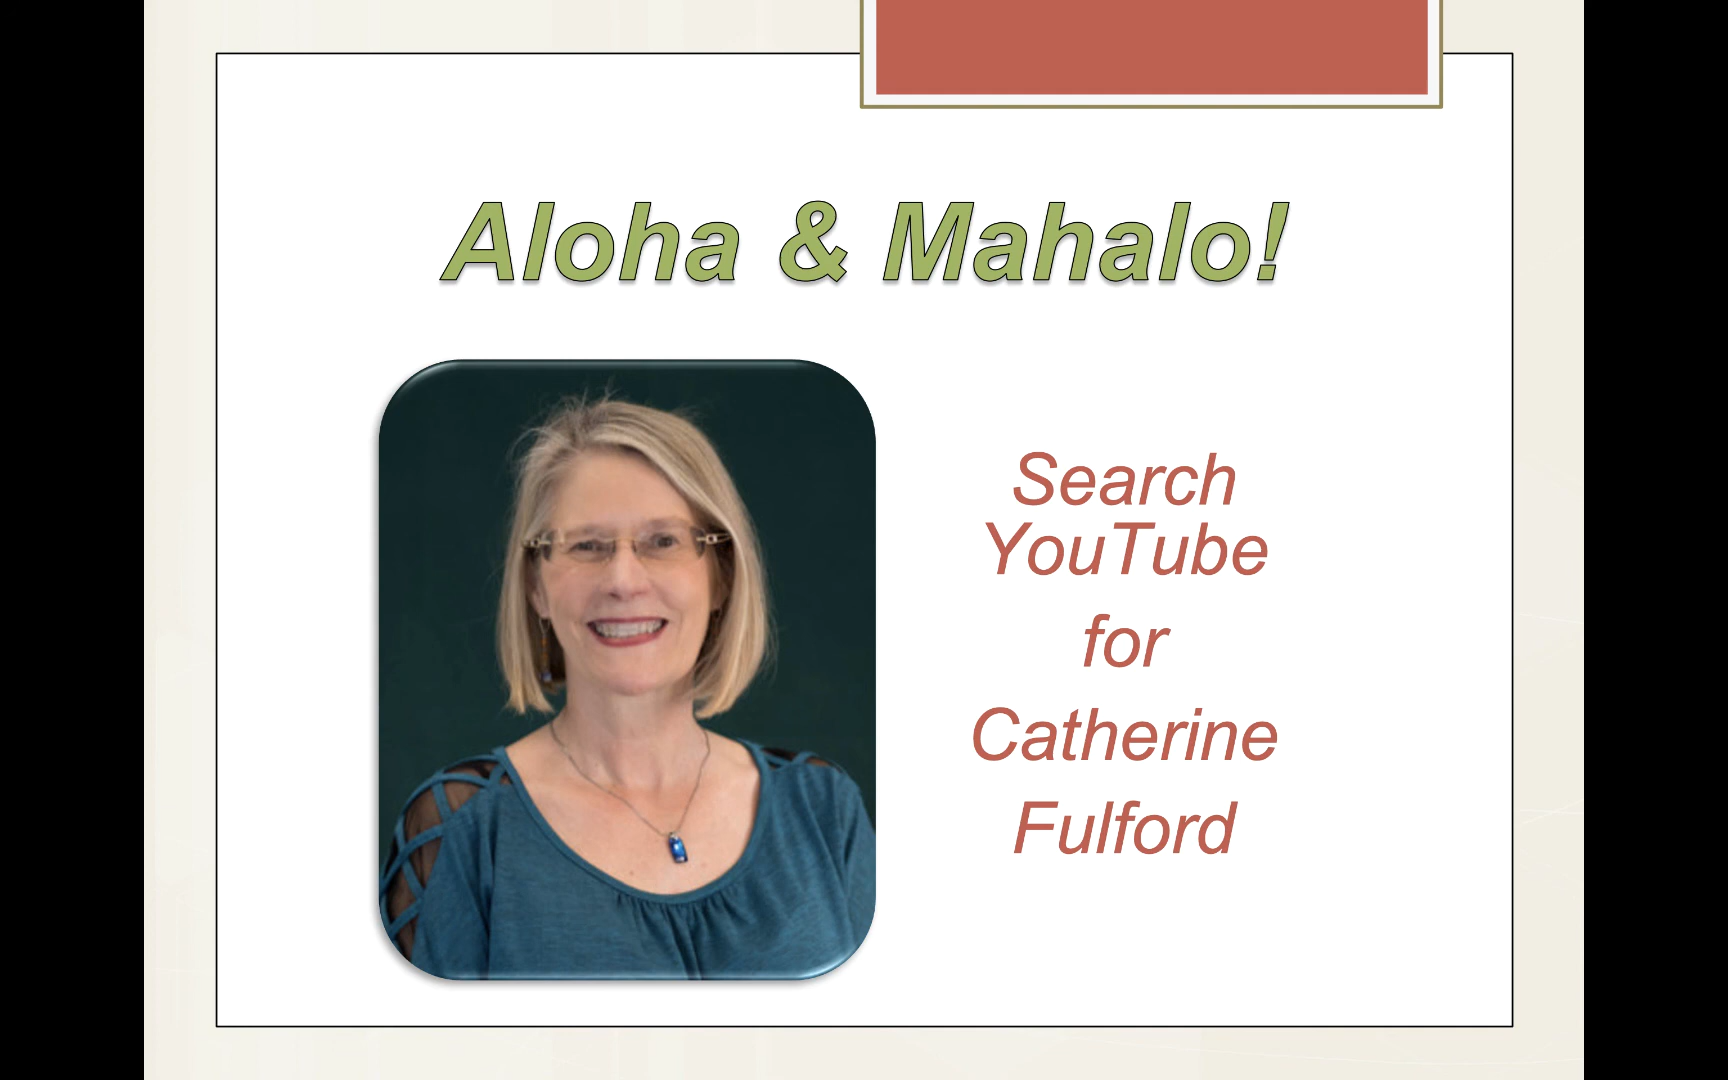 Aloha & Mahalo!
Search
YouTube
for
Catherine
Fulford